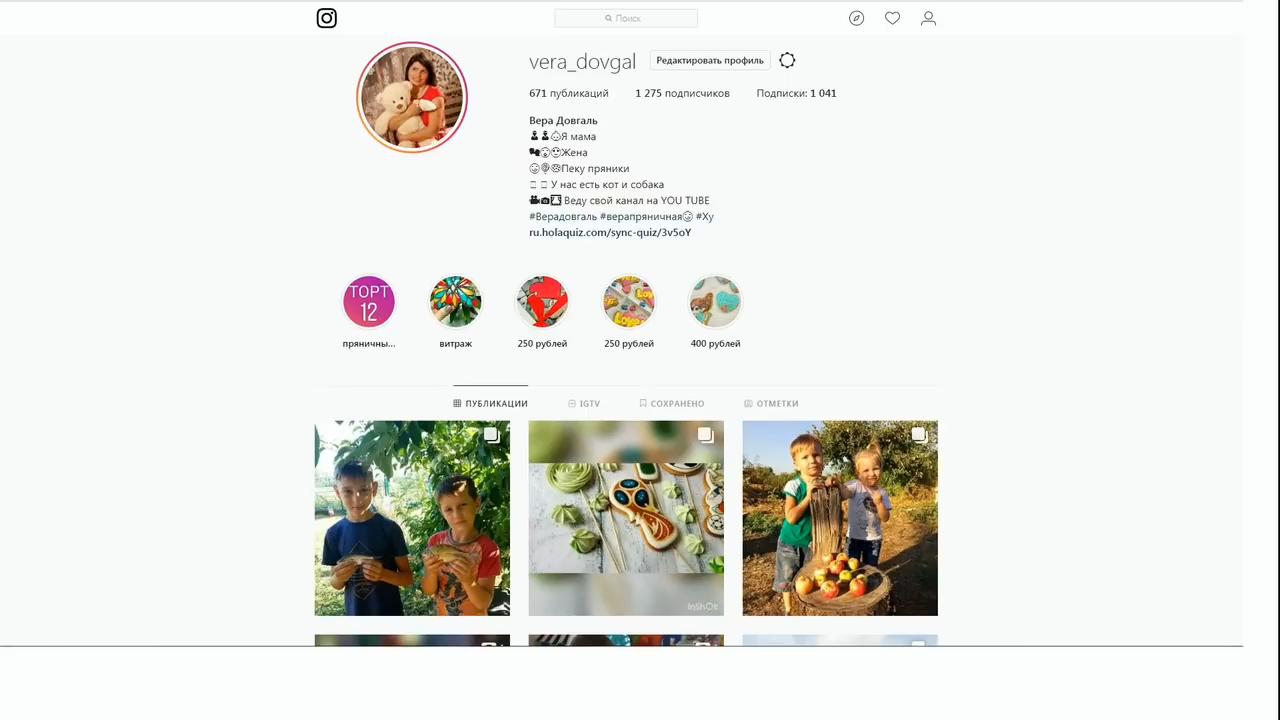 Поиск
vera_dovgal
Редактировать профиль
671 публикаций 1 275 подписчиков Подписки: 1 041
Вера Довгаль
Я мама
Жена
Пеку пряники
У нас есть кот и собака
Веду свой канал на YOU TUBE
#Верадовгаль #верапряничная #Ху
ru.holaquiz.com/sync-quiz/3v5oY
ТОРТ
12
Love
пряничны... витраж 250 рублей 250 рублей 400 рублей
ПУБЛИКАЦИИ IGTV СОХРАНЕНО ОТМЕТКИ
InShOt